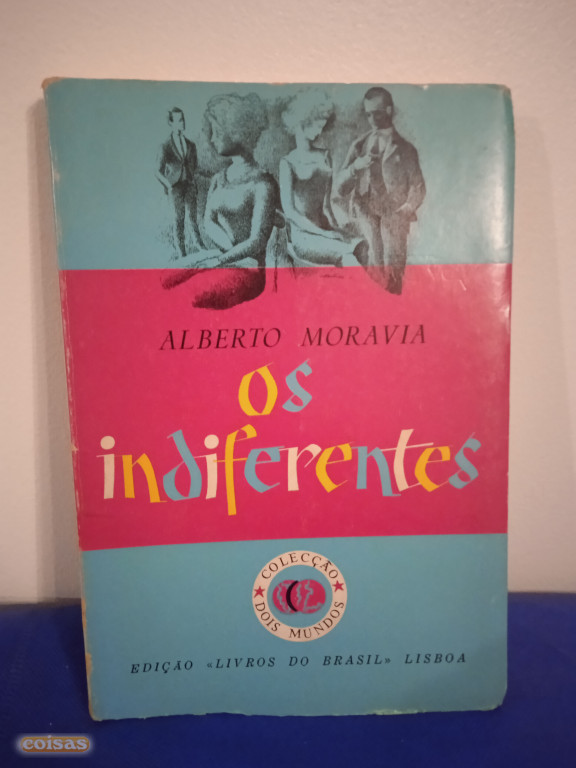 ALBERTO MORAVIA
os
indiferentes
COLECÇÃO
DOIS MUNDOS
EDIÇÃO «LIVROS DO BRASIL» LISBOA
coisas